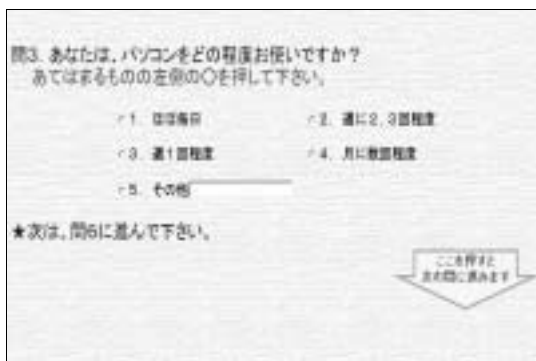 問3. あなたは、パソコンをどの程度お使いですか？
あてはまるものの左側の○を押して下さい。
1. ほぼ毎日
2. 週に2，3回程度
3. 週1回程度
4. 月に数回程度
5. その他
★次は、問6に進んで下さい。
ここを押すと
次の問に進みます